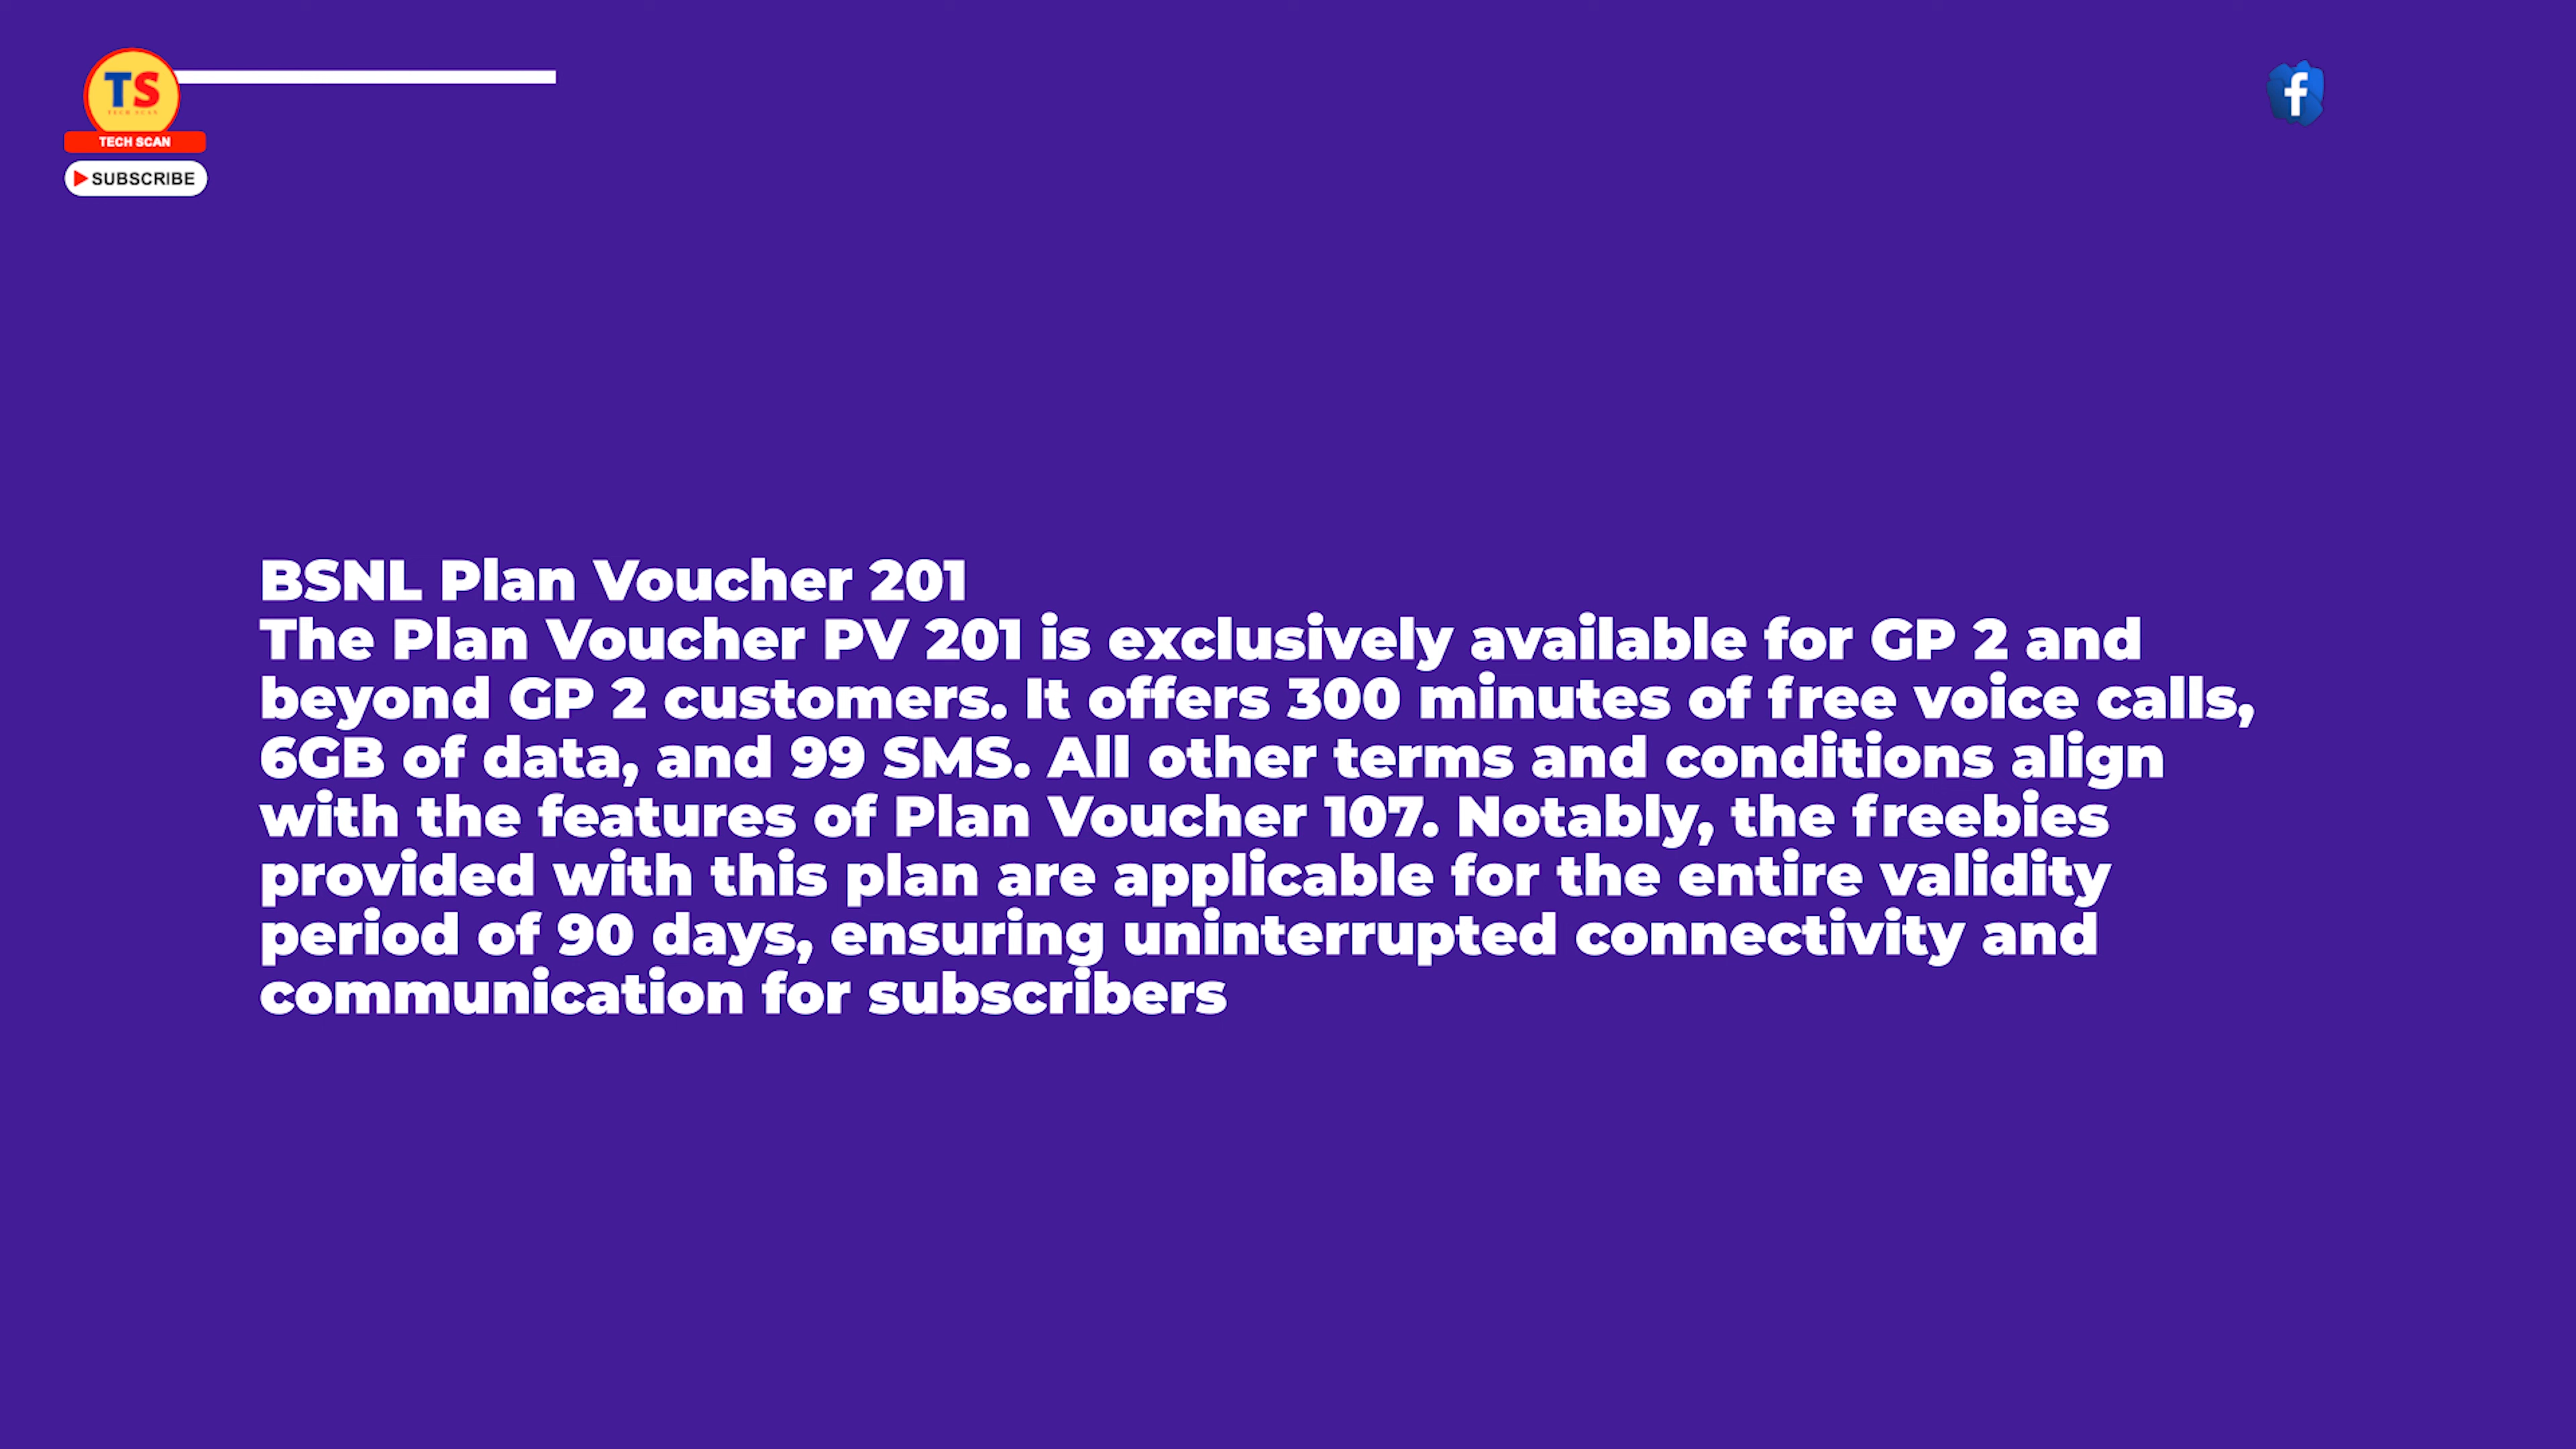 TS
TECH SCAN
TECH SCAN
SUBSCRIBE
f
BSNL Plan Voucher 201
The Plan Voucher PV 201 is exclusively available for GP 2 and
beyond GP 2 customers. It offers 300 minutes of free voice calls,
6GB of data, and 99 SMS. All other terms and conditions align
with the features of Plan Voucher 107. Notably, the freebies
provided with this plan are applicable for the entire validity
period of 90 days, ensuring uninterrupted connectivity and
communication for subscribers